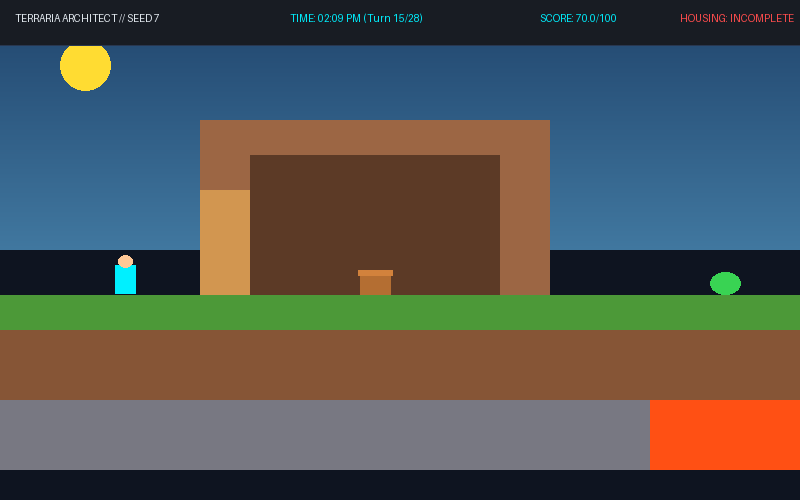 TERRARIA ARCHITECT // SEED 7
TIME: 02:09 PM (Turn 15/28)
SCORE: 70.0/100
HOUSING: INCOMPLETE